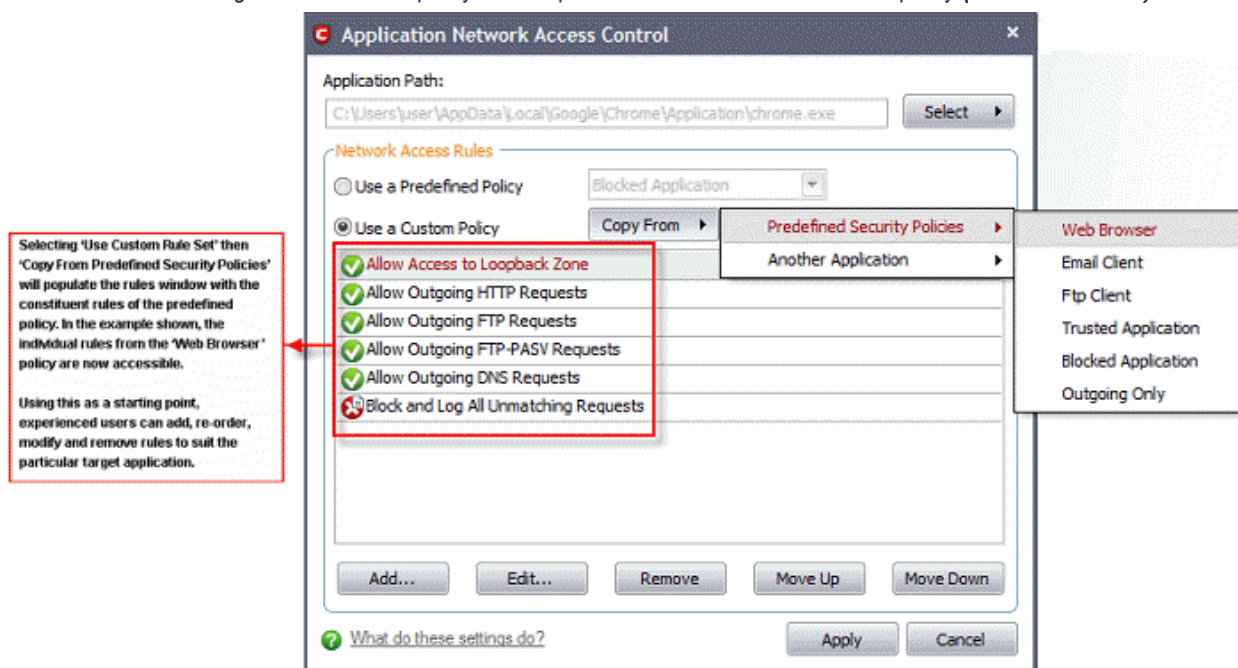 Application Network Access Control
Application Path:
C:\Users\user\AppData\Local\Google\Chrome\Application\chrome.exe
Select
Network Access Rules
Use a Predefined Policy
Blocked Application
Use a Custom Policy
Copy From
Predefined Security Policies
Another Application
Web Browser
Email Client
Ftp Client
Trusted Application
Blocked Application
Outgoing Only
Allow Access to Loopback Zone
Allow Outgoing HTTP Requests
Allow Outgoing FTP Requests
Allow Outgoing FTP-PASV Requests
Allow Outgoing DNS Requests
Block and Log All Unmatching Requests
Selecting 'Use Custom Rule Set' then
'Copy From Predefined Security Policies'
will populate the rules window with the
constituent rules of the predefined
policy. In the example shown, the
individual rules from the 'Web Browser'
policy are now accessible.
Using this as a starting point,
experienced users can add, re-order,
modify and remove rules to suit the
particular target application.
Add...
Edit...
Remove
Move Up
Move Down
What do these settings do?
Apply
Cancel